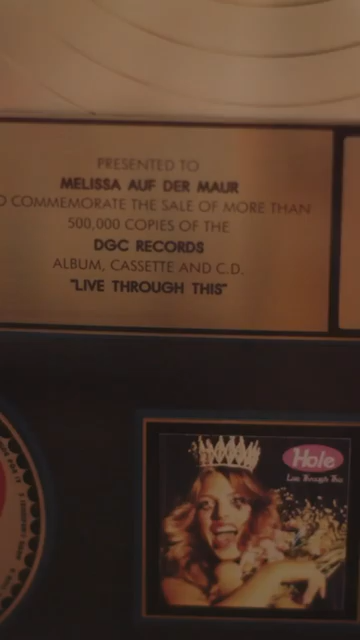 PRESENTED TO
MELISSA AUF DER MAUR
O COMMEMORATE THE SALE OF MORE THAN
500,000 COPIES OF THE
DGC RECORDS
ALBUM, CASSETTE AND C.D.
"LIVE THROUGH THIS"
Hole
Live Through This